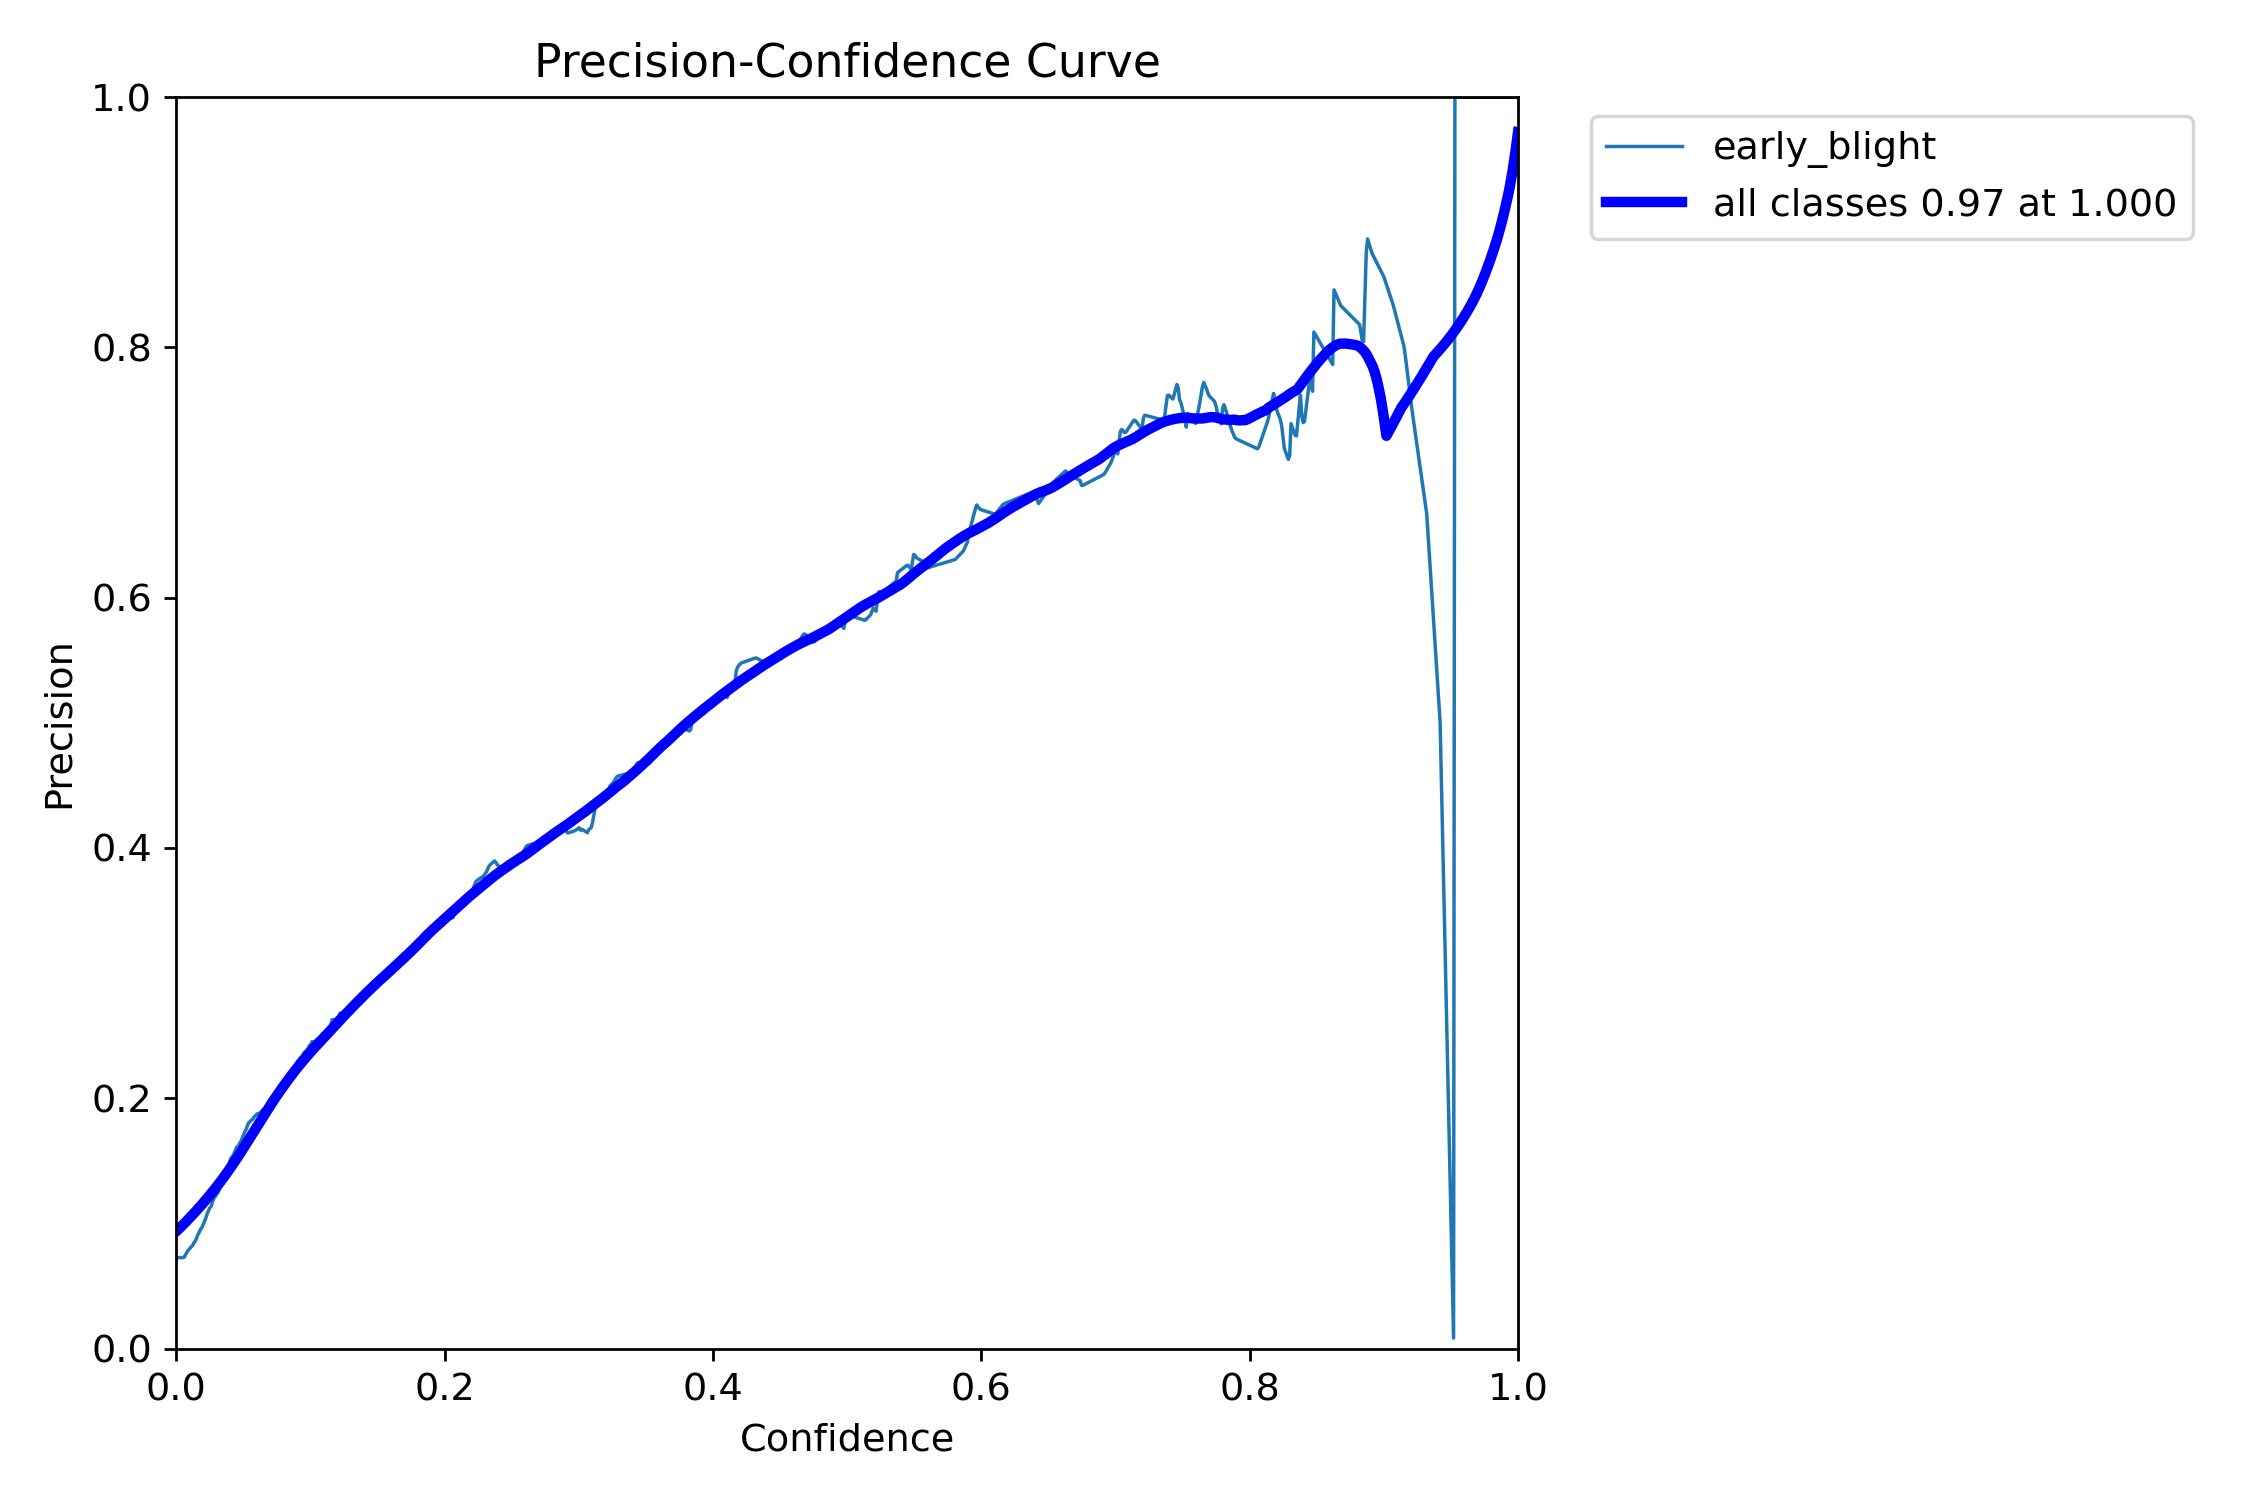 Precision-Confidence Curve
1.0
0.8
0.6
0.4
0.2
0.0
Precision
0.0 0.2 0.4 0.6 0.8 1.0
Confidence
early_blight
all classes 0.97 at 1.000